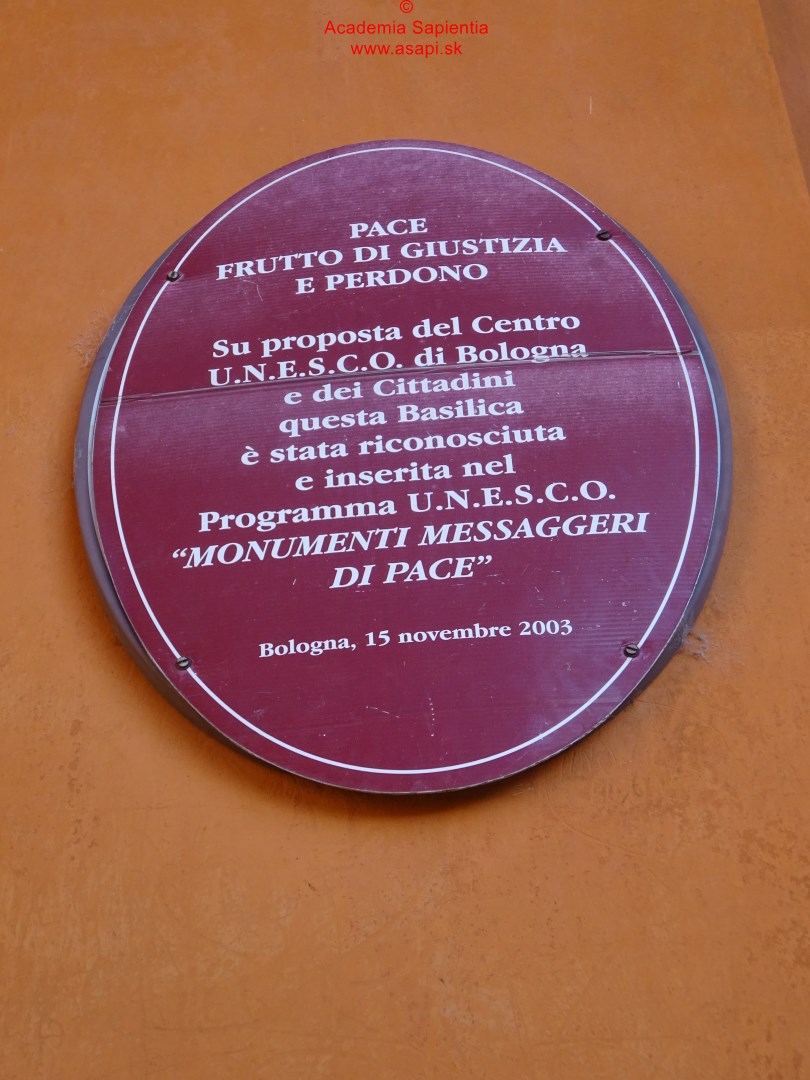 ©
Academia Sapientia
www.asapi.sk
PACE
FRUTTO DI GIUSTIZIA
E PERDONO
Su proposta del Centro
U.N.E.S.C.O. di Bologna
e dei Cittadini
questa Basilica
è stata riconosciuta
e inserita nel
Programma U.N.E.S.C.O.
“MONUMENTI MESSAGGERI
DI PACE”
Bologna, 15 novembre 2003